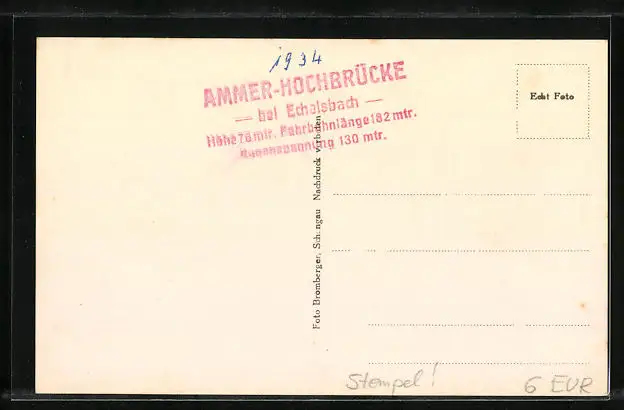 1934
AMMER-HOCHBRÜCKE
— bei Echelsbach —
Höhe 78 mtr. Fahrbahnlänge 182 mtr.
Bogenspannung 130 mtr.
Echt Foto
Foto Bromberger, Schongau Nachdruck verboten
Stempel!
6 EUR